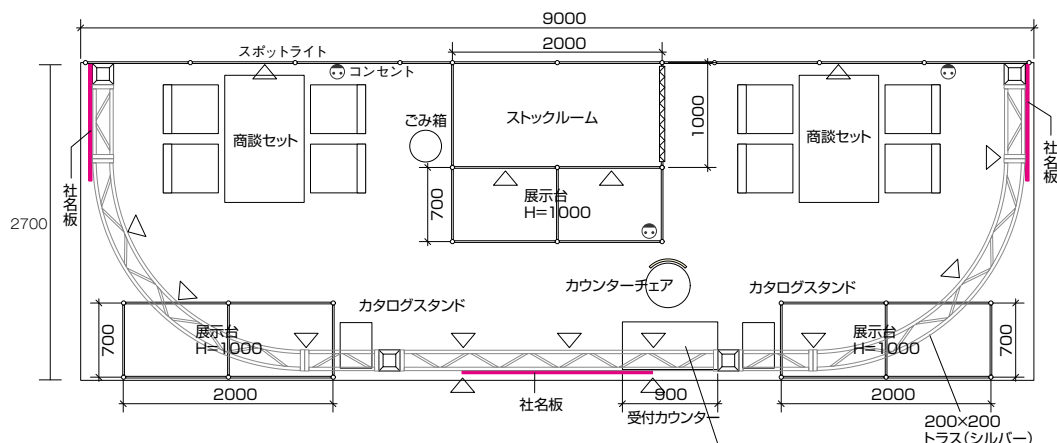 9000
2000
スポットライト
コンセント
商談セット
ごみ箱
ストックルーム
1000
商談セット
社名板
社名板
2700
700
展示台
H=1000
カウンターチェア
カタログスタンド
カタログスタンド
700
展示台
H=1000
展示台
H=1000
700
2000
社名板
900
受付カウンター
2000
200×200
トラス(シルバー)